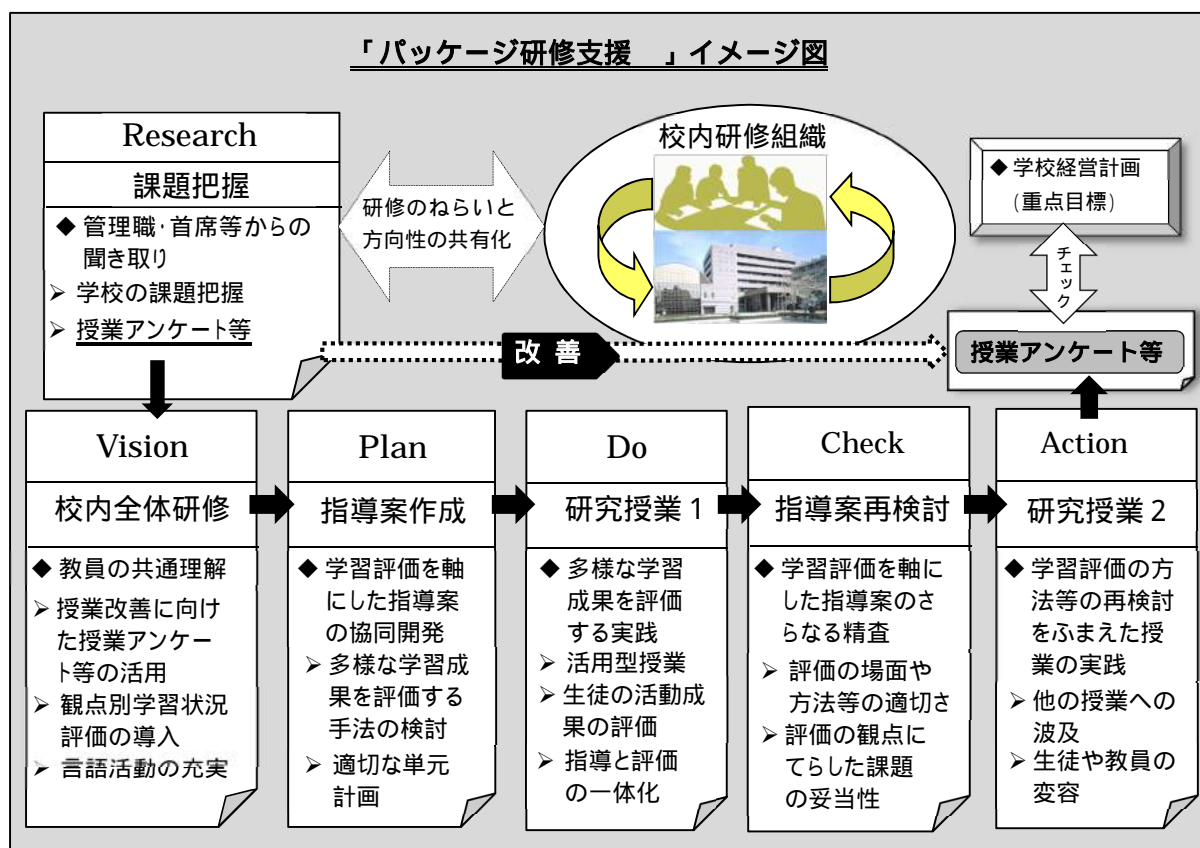 「パッケージ研修支援　」イメージ図
Research
課題把握
◆ 管理職・首席等からの
聞き取り
➢ 学校の課題把握
➢ 授業アンケート等
研修のねらいと
方向性の共有化
校内研修組織
◆ 学校経営計画
(重点目標)
チェック
改 善
授業アンケート等
Vision
校内全体研修
◆ 教員の共通理解
➢ 授業改善に向け
た授業アンケー
ト等の活用
➢ 観点別学習状況
評価の導入
➢ 言語活動の充実
Plan
指導案作成
◆ 学習評価を軸
にした指導案
の協同開発
➢ 多様な学習成
果を評価する
手法の検討
➢ 適切な単元
計画
Do
研究授業１
◆ 多様な学習
成果を評価
する実践
➢ 活用型授業
➢ 生徒の活動成
果の評価
➢ 指導と評価
の一体化
Check
指導案再検討
◆ 学習評価を軸に
した指導案のさ
らなる精査
➢ 評価の場面や
方法等の適切さ
➢ 評価の観点に
てらした課題
の妥当性
Action
研究授業２
◆ 学習評価の方
法等の再検討
をふまえた授
業の実践
➢ 他の授業への
波及
➢ 生徒や教員の
変容